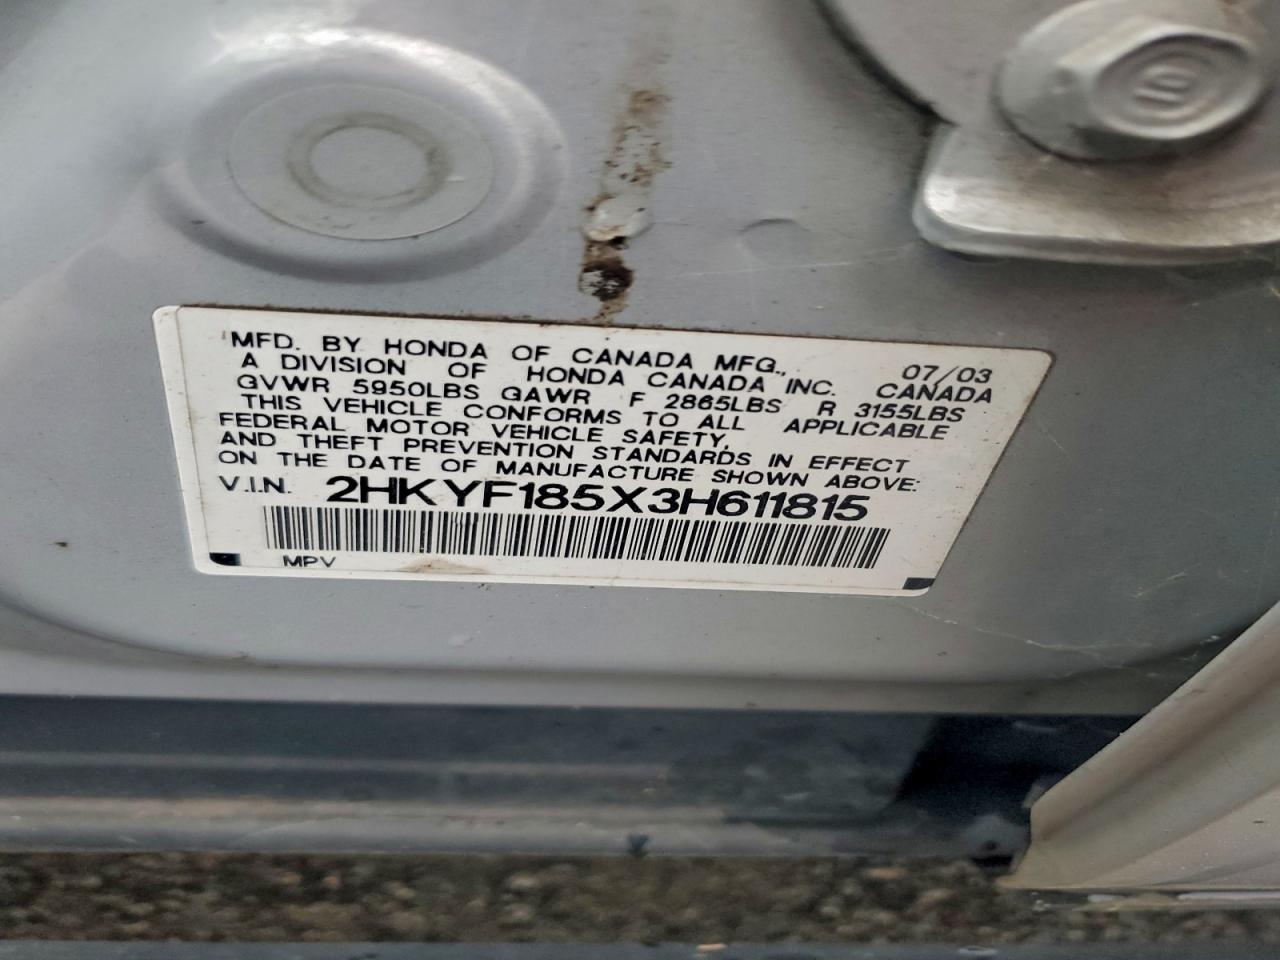 MFD. BY HONDA OF CANADA MFG., 07/03
A DIVISION OF HONDA CANADA INC. CANADA
GVWR 5950LBS GAWR F 2865LBS R 3155LBS
THIS VEHICLE CONFORMS TO ALL APPLICABLE
FEDERAL MOTOR VEHICLE SAFETY,
AND THEFT PREVENTION STANDARDS IN EFFECT
ON THE DATE OF MANUFACTURE SHOWN ABOVE:
V.I.N. 2HKYF185X3H611815
MPV